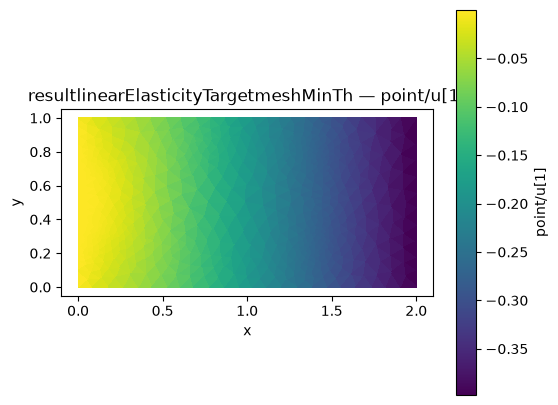 resultlinearElasticityTargetmeshMinTh — point/u[1
1.0
0.8
0.6
0.4
0.2
0.0
y
0.0 0.5 1.0 1.5 2.0
x
−0.05
−0.10
−0.15
−0.20
−0.25
−0.30
−0.35
point/u[1]